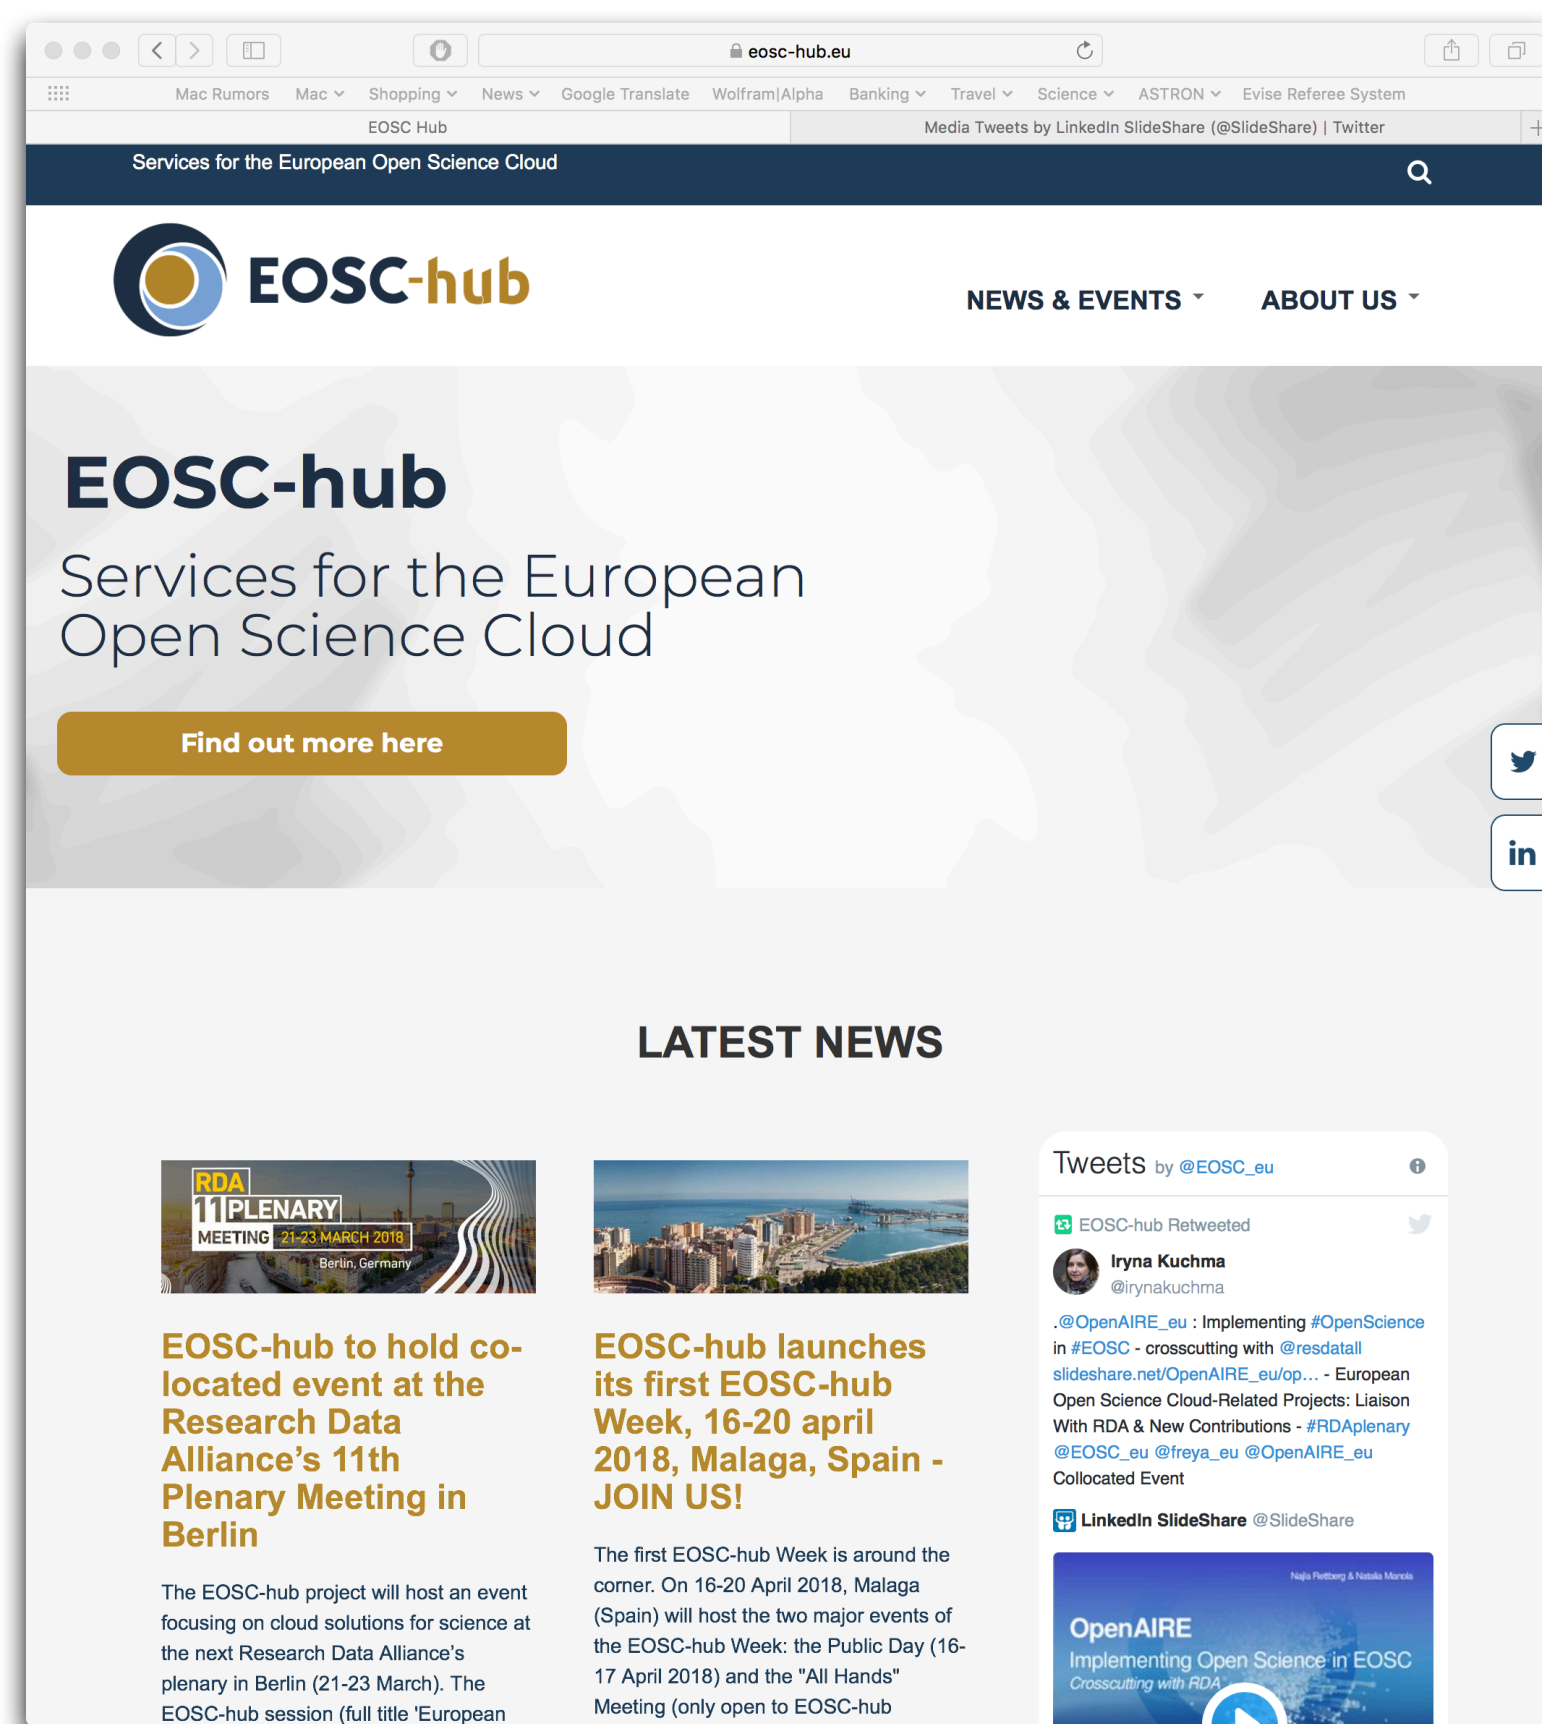 eosc-hub.eu
Mac Rumors Mac Shopping News Google Translate Wolfram|Alpha Banking Travel Science ASTRON Evise Referee System
EOSC Hub
Media Tweets by LinkedIn SlideShare (@SlideShare) | Twitter
Services for the European Open Science Cloud
EOSC-hub
NEWS & EVENTS
ABOUT US
EOSC-hub
Services for the European
Open Science Cloud
Find out more here
in
LATEST NEWS
RDA
11 PLENARY
MEETING 21-23 MARCH 2018
Berlin, Germany
EOSC-hub to hold co-
located event at the
Research Data
Alliance’s 11th
Plenary Meeting in
Berlin
The EOSC-hub project will host an event
focusing on cloud solutions for science at
the next Research Data Alliance’s
plenary in Berlin (21-23 March). The
EOSC-hub session (full title 'European
EOSC-hub launches
its first EOSC-hub
Week, 16-20 april
2018, Malaga, Spain -
JOIN US!
The first EOSC-hub Week is around the
corner. On 16-20 April 2018, Malaga
(Spain) will host the two major events of
the EOSC-hub Week: the Public Day (16-
17 April 2018) and the "All Hands"
Meeting (only open to EOSC-hub
Tweets by @EOSC_eu
EOSC-hub Retweeted
Iryna Kuchma
@irynakuchma
.@OpenAIRE_eu : Implementing #OpenScience
in #EOSC - crosscutting with @resdatall
slideshare.net/OpenAIRE_eu/op… - European
Open Science Cloud-Related Projects: Liaison
With RDA & New Contributions - #RDAplenary
@EOSC_eu @freya_eu @OpenAIRE_eu
Collocated Event
LinkedIn SlideShare @SlideShare
Najla Rettberg & Natalia Manola
OpenAIRE
Implementing Open Science in EOSC
Crosscutting with RDA